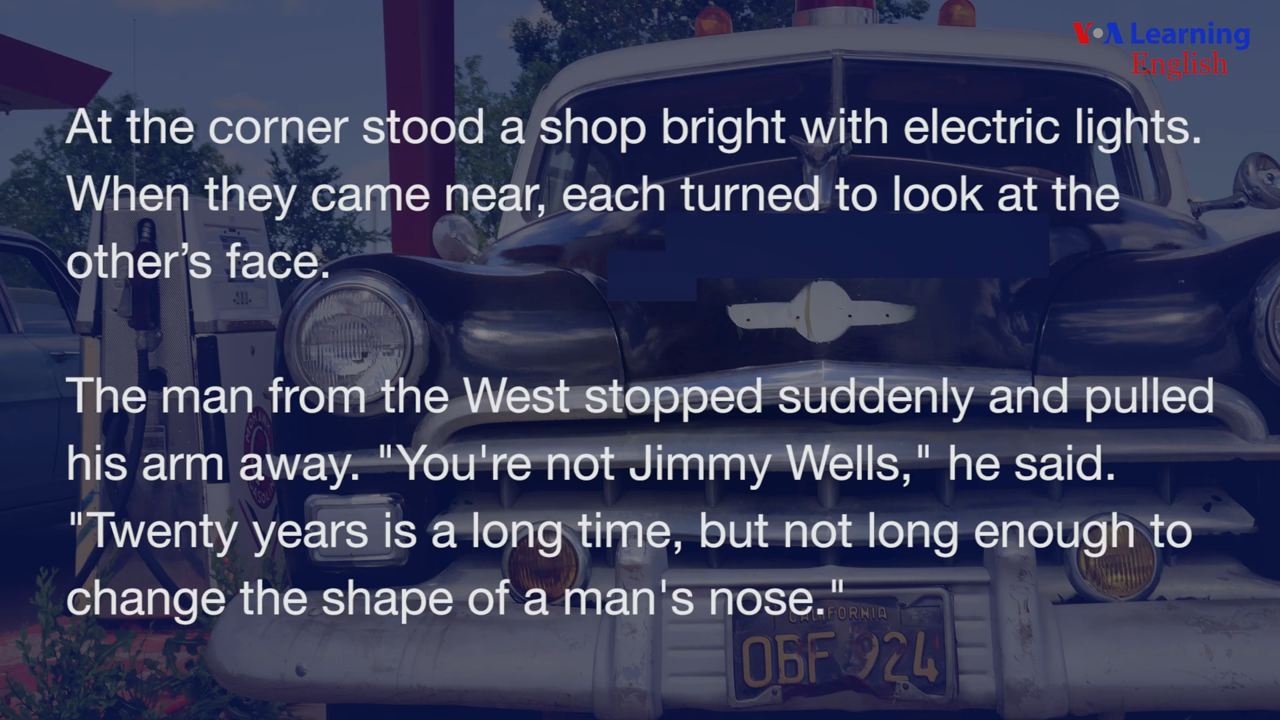 VOA Learning
English
At the corner stood a shop bright with electric lights.
When they came near, each turned to look at the
other’s face.
The man from the West stopped suddenly and pulled
his arm away. "You're not Jimmy Wells," he said.
"Twenty years is a long time, but not long enough to
change the shape of a man's nose."
CALIFORNIA